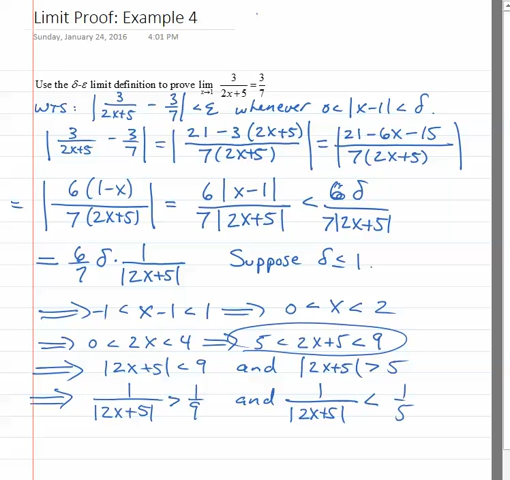 Limit Proof: Example 4
Sunday, January 24, 2016 4:01 PM
Use the δ-ε limit definition to prove lim x→1 3/(2x+5) = 3/7
WTS: |3/(2x+5) - 3/7| < ε whenever 0<|x-1|<δ.
|3/(2x+5) - 3/7| = |(21-3(2x+5))/(7(2x+5))| = |(21-6x-15)/(7(2x+5))|
= |6(1-x)/(7(2x+5))| = 6|x-1|/(7|2x+5|) < 6δ/(7|2x+5|)
= 6/7 δ · 1/|2x+5| Suppose δ ≤ 1.
⟹ -1 < x-1 < 1 ⟹ 0 < x < 2
⟹ 0 < 2x < 4 ⟹ 5 < 2x+5 < 9
⟹ |2x+5| < 9 and |2x+5| > 5
⟹ 1/|2x+5| > 1/9 and 1/|2x+5| < 1/5